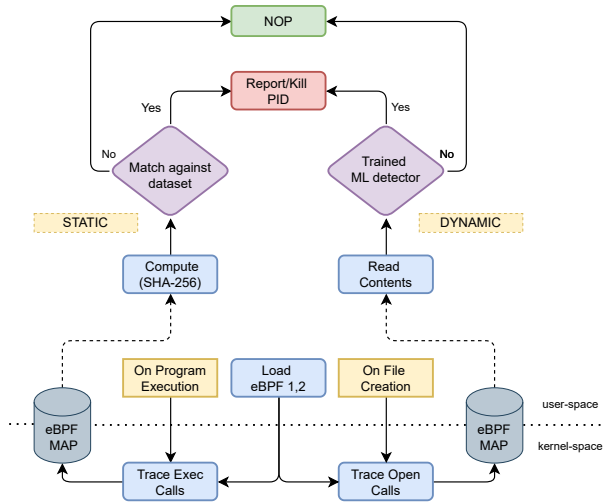 NOP
Report/Kill
PID
Yes
Yes
No
No
Match against
dataset
Trained
ML detector
STATIC
DYNAMIC
Compute
(SHA-256)
Read
Contents
On Program
Execution
Load
eBPF 1,2
On File
Creation
eBPF
MAP
eBPF
MAP
user-space
kernel-space
Trace Exec
Calls
Trace Open
Calls